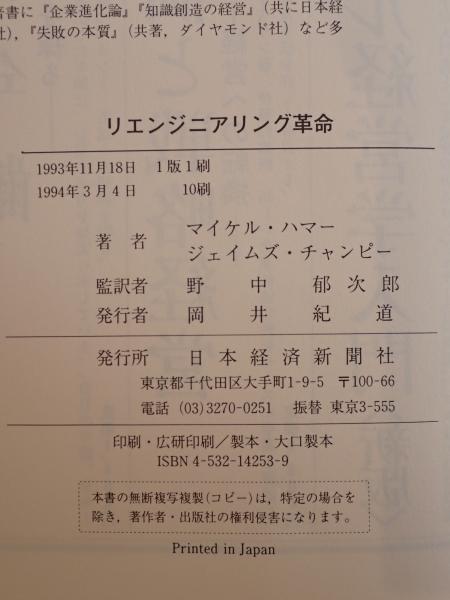 著書に『企業進化論』『知識創造の経営』(共に日本経
社),『失敗の本質』(共著, ダイヤモンド社) など多
リエンジニアリング革命
1993年11月18日 1版1刷
1994年3月4日 10刷
著者 マイケル・ハマー
ジェイムズ・チャンピー
監訳者 野中郁次郎
発行者 岡井紀道
発行所 日本経済新聞社
東京都千代田区大手町1-9-5 〒100-66
電話 (03)3270-0251 振替 東京3-555
印刷・広研印刷/製本・大口製本
ISBN 4-532-14253-9
本書の無断複写複製(コピー)は, 特定の場合を
除き, 著作者・出版社の権利侵害になります。
Printed in Japan